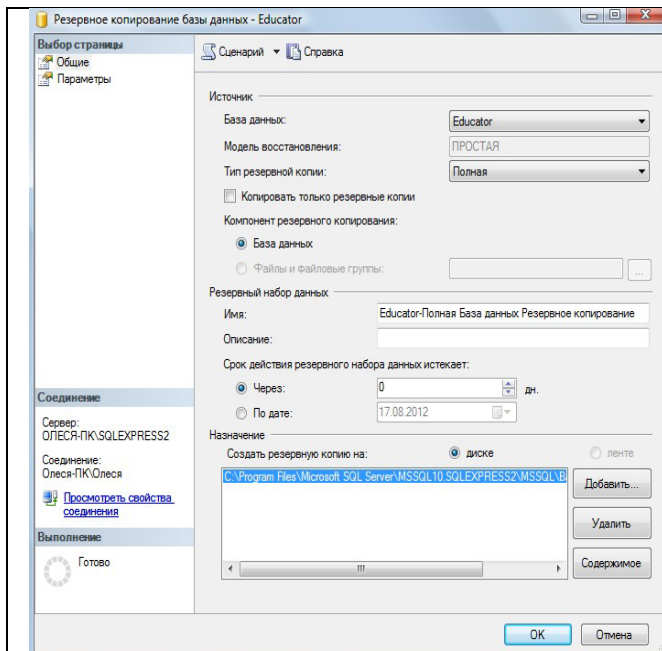 Резервное копирование базы данных - Educator
Выбор страницы
Общие
Параметры
Сценарий Справка
Источник
База данных: Educator
Модель восстановления: ПРОСТАЯ
Тип резервной копии: Полная
Копировать только резервные копии
Компонент резервного копирования:
База данных
Файлы и файловые группы: ...
Резервный набор данных
Имя: Educator-Полная База данных Резервное копирование
Описание:
Срок действия резервного набора данных истекает:
Через: 0 дн.
По дате: 17.08.2012
Назначение
Создать резервную копию на: диске ленте
C:\Program Files\Microsoft SQL Server\MSSQL10.SQLEXPRESS2\MSSQL\Ba
Добавить...
Удалить
Содержимое
Соединение
Сервер:
ОЛЕСЯ-ПК\SQLEXPRESS2
Соединение:
Олеся-ПК\Олеся
Просмотреть свойства
соединения
Выполнение
Готово
OK Отмена